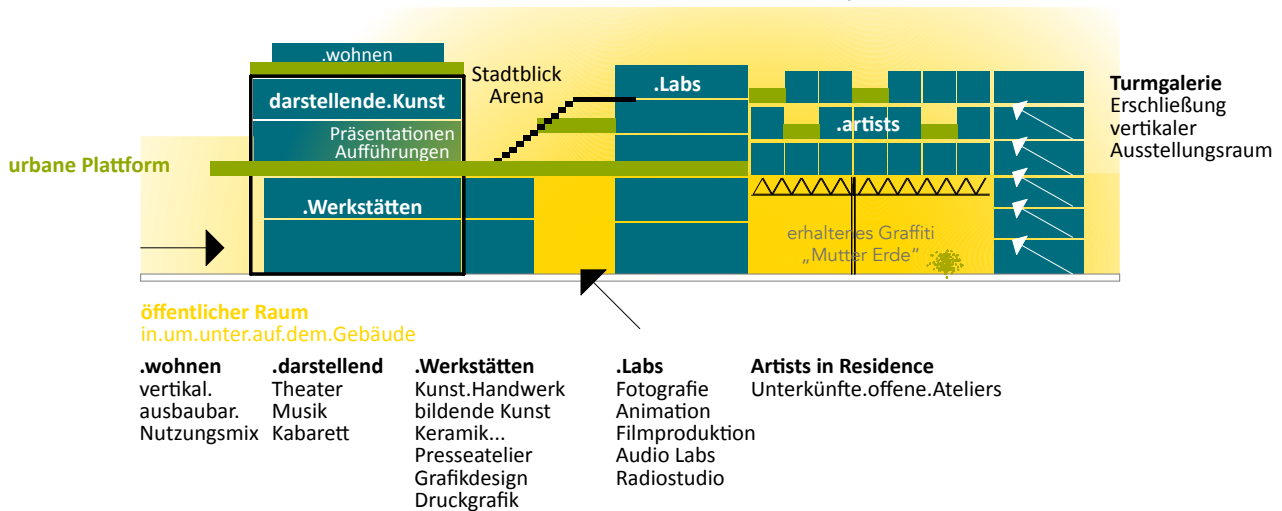 .wohnen
darstellende.Kunst
Präsentationen
Aufführungen
urbane Plattform
.Werkstätten
Stadtblick
Arena
.Labs
.artists
erhaltenes Graffiti
„Mutter Erde“
Turmgalerie
Erschließung
vertikaler
Ausstellungsraum
öffentlicher Raum
in.um.unter.auf.dem.Gebäude
.wohnen
vertikal.
ausbaubar.
Nutzungsmix
.darstellend
Theater
Musik
Kabarett
.Werkstätten
Kunst.Handwerk
bildende Kunst
Keramik...
Presseatelier
Grafikdesign
Druckgrafik
.Labs
Fotografie
Animation
Filmproduktion
Audio Labs
Radiostudio
Artists in Residence
Unterkünfte.offene.Ateliers